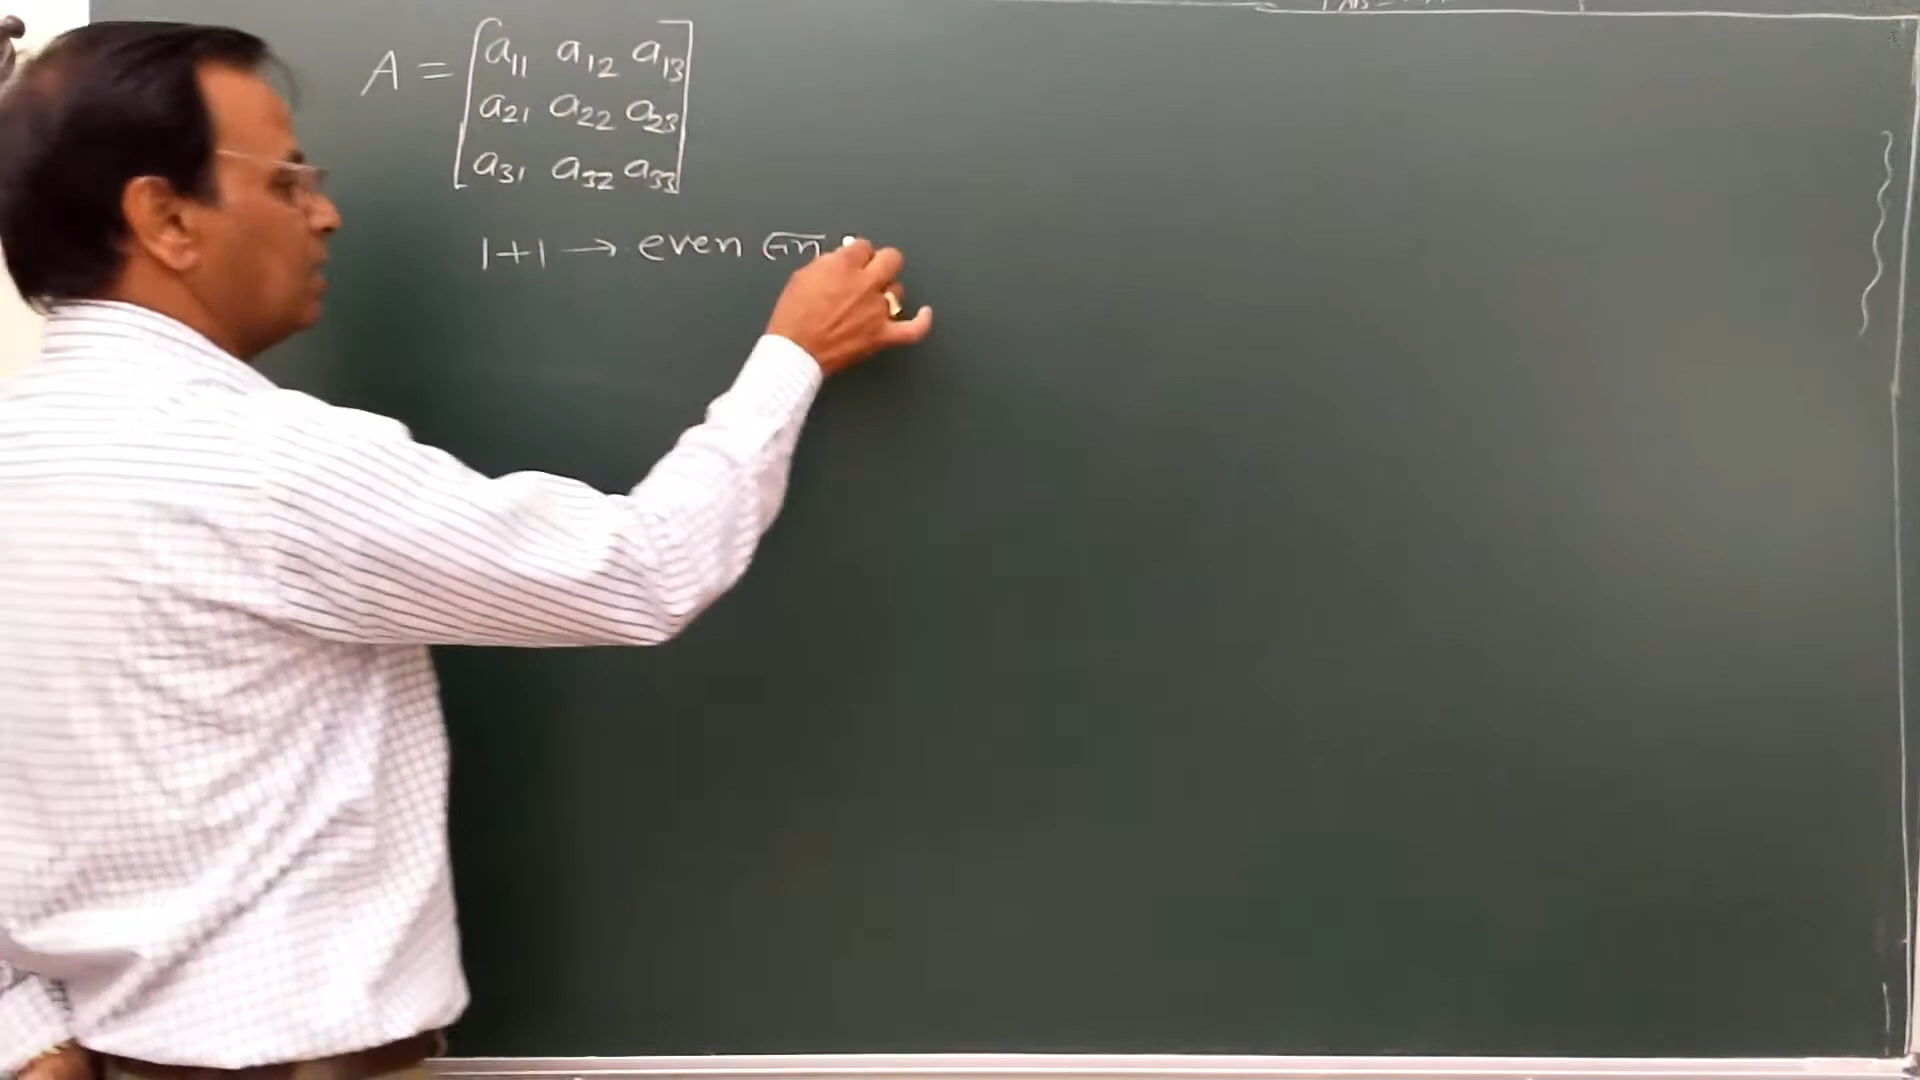 A = [a11 a12 a13
a21 a22 a23
a31 a32 a33]
1+1 → even